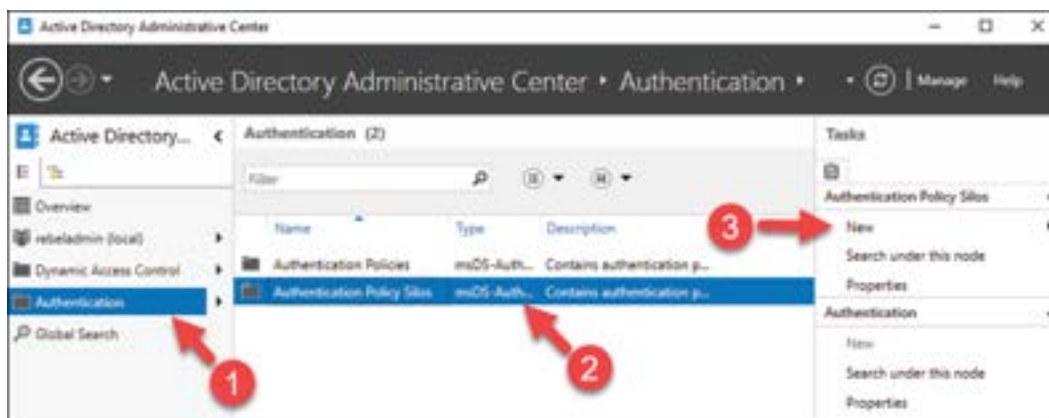 Active Directory Administrative Center
Active Directory Administrative Center • Authentication •
Manage Help
Active Directory...
Overview
rebeladmin (local)
Dynamic Access Control
Authentication
Global Search
1
Authentication (2)
Filter
Name Type Description
Authentication Policies msDS-Auth... Contains authentication p...
Authentication Policy Silos msDS-Auth... Contains authentication p...
2
Tasks
Authentication Policy Silos
3
New
Search under this node
Properties
Authentication
New
Search under this node
Properties